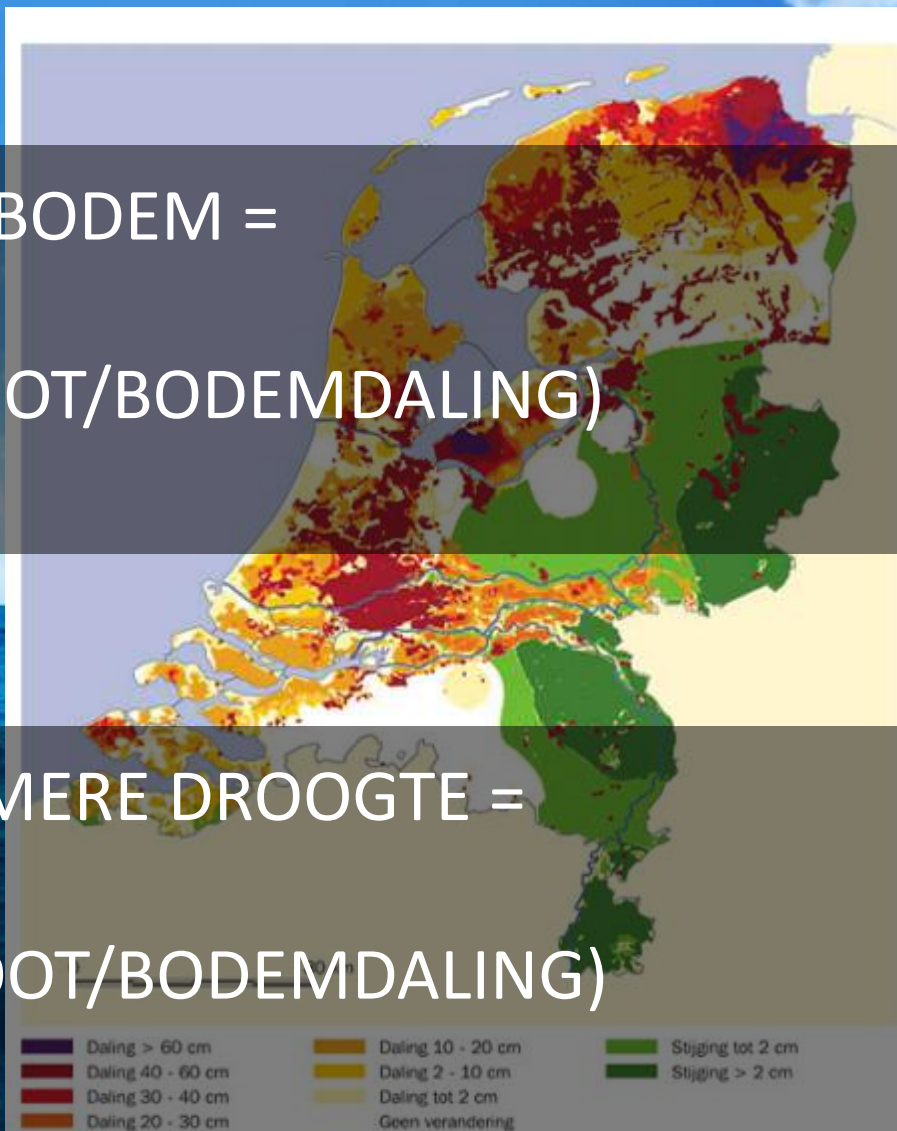 BODEM =
OT/BODEMDALING)
MERE DROOGTE =
OOT/BODEMDALING)
Daling > 60 cm
Daling 40 - 60 cm
Daling 30 - 40 cm
Daling 20 - 30 cm
Daling 10 - 20 cm
Daling 2 - 10 cm
Daling tot 2 cm
Geen verandering
Stijging tot 2 cm
Stijging > 2 cm